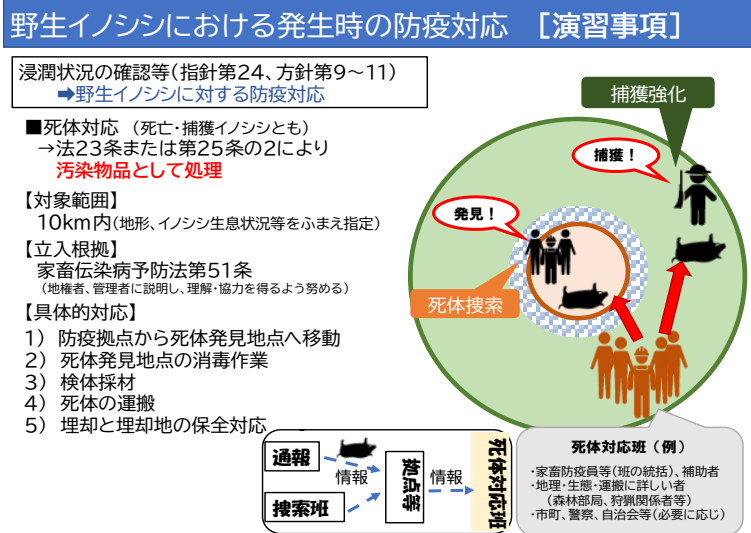 野生イノシシにおける発生時の防疫対応 [演習事項]
浸潤状況の確認等(指針第24、方針第9～11)
➡野生イノシシに対する防疫対応
■死体対応 (死亡・捕獲イノシシとも)
→法23条または第25条の2により
汚染物品として処理
【対象範囲】
10km内(地形、イノシシ生息状況等をふまえ指定)
【立入根拠】
家畜伝染病予防法第51条
(地権者、管理者に説明し、理解・協力を得るよう努める)
【具体的対応】
1) 防疫拠点から死体発見地点へ移動
2) 死体発見地点の消毒作業
3) 検体採材
4) 死体の運搬
5) 埋却と埋却地の保全対応
捕獲強化
捕獲！
発見！
死体捜索
通報
捜索班
情報
拠点等
情報
死体対応班
死体対応班(例)
・家畜防疫員等(班の統括)、補助者
・地理・生態・運搬に詳しい者
(森林部局、狩猟関係者等)
・市町、警察、自治会等(必要に応じ)